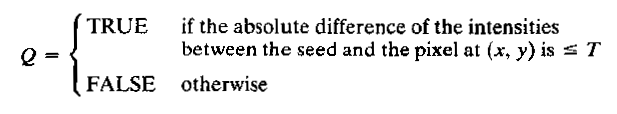 Q = { TRUE if the absolute difference of the intensities
between the seed and the pixel at (x, y) is ≤ T
FALSE otherwise